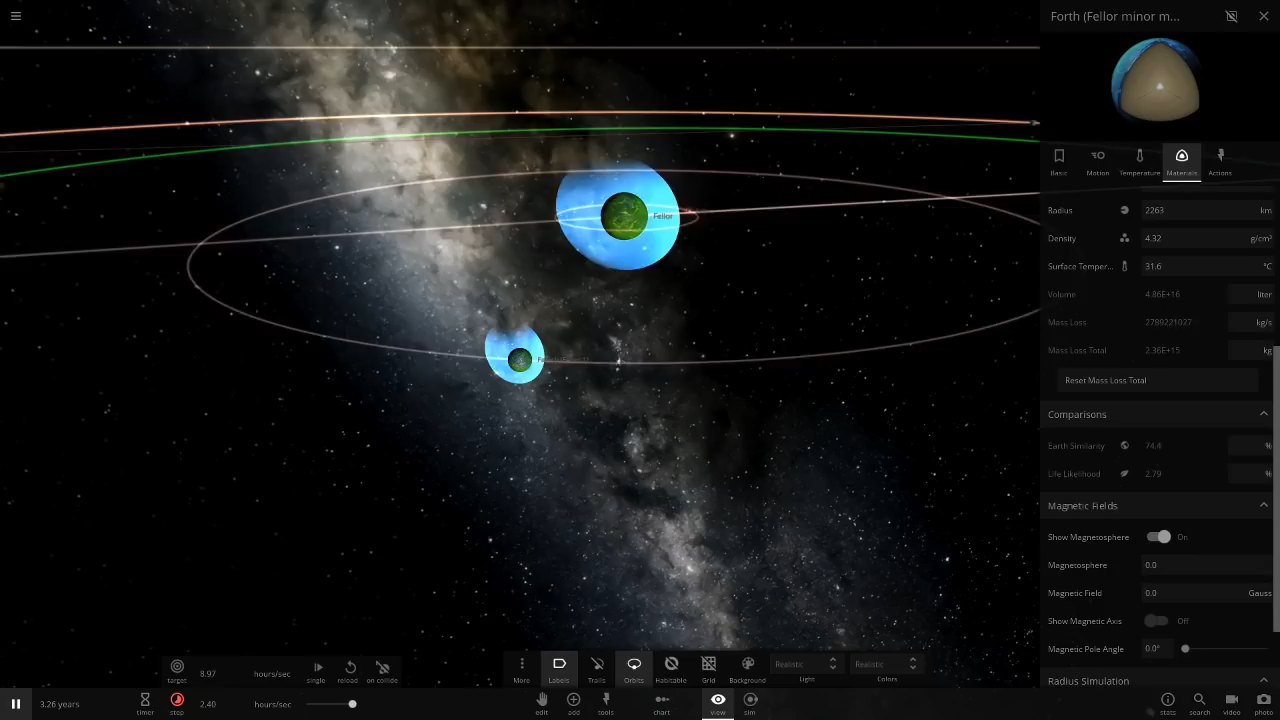 Forth (Fellor minor m...
Basic
Motion
Temperature
Materials
Actions
Radius 2263 km
Density 4.32 g/cm³
Surface Temper... 31.6 °C
Volume 4.86E+16 liter
Mass Loss 2789221027 kg/s
Mass Loss Total 2.36E+15 kg
Reset Mass Loss Total
Comparisons
Earth Similarity 74.4 %
Life Likelihood 2.79 %
Magnetic Fields
Show Magnetosphere On
Magnetosphere 0.0
Magnetic Field 0.0 Gauss
Show Magnetic Axis Off
Magnetic Pole Angle 0.0°
Radius Simulation
Fellor
target 8.97 hours/sec single reload on collide
More Labels Trails Orbits Habitable Grid Background
Realistic
Light
Realistic
Colors
3.26 years timer step 2.40 hours/sec
edit add tools chart view sim
stats search video photo